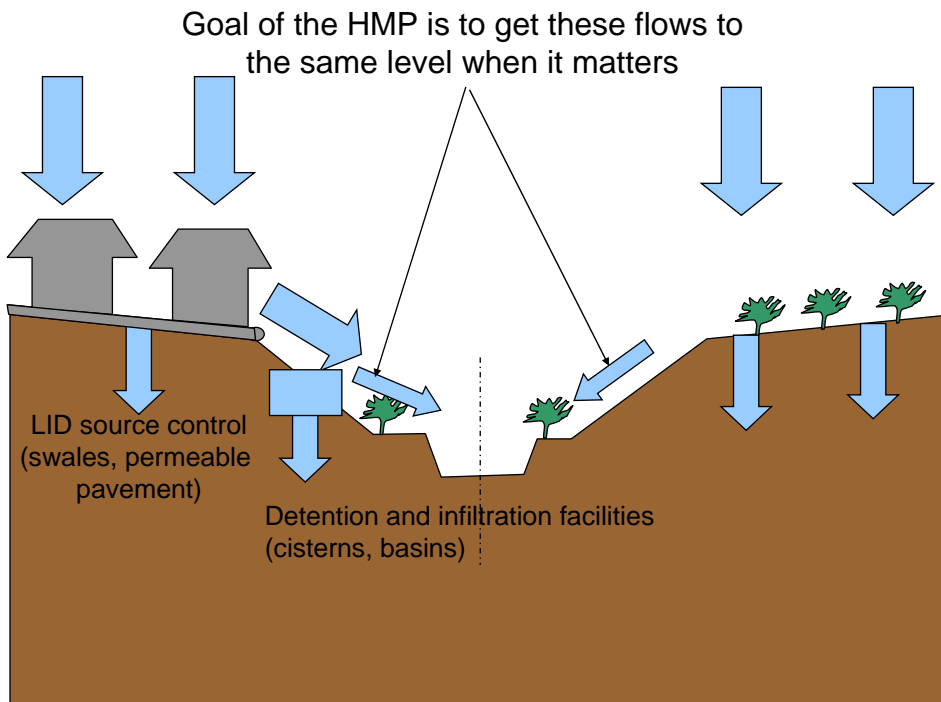 Goal of the HMP is to get these flows to
the same level when it matters
LID source control
(swales, permeable
pavement)
Detention and infiltration facilities
(cisterns, basins)